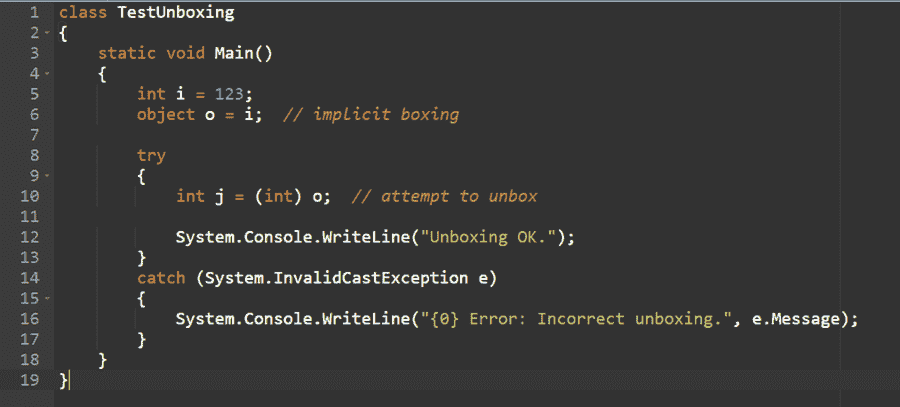 1 class TestUnboxing
2 {
3     static void Main()
4     {
5         int i = 123;
6         object o = i;  // implicit boxing
7
8         try
9         {
10             int j = (int) o;  // attempt to unbox
11
12             System.Console.WriteLine("Unboxing OK.");
13         }
14         catch (System.InvalidCastException e)
15         {
16             System.Console.WriteLine("{0} Error: Incorrect unboxing.", e.Message);
17         }
18     }
19 }